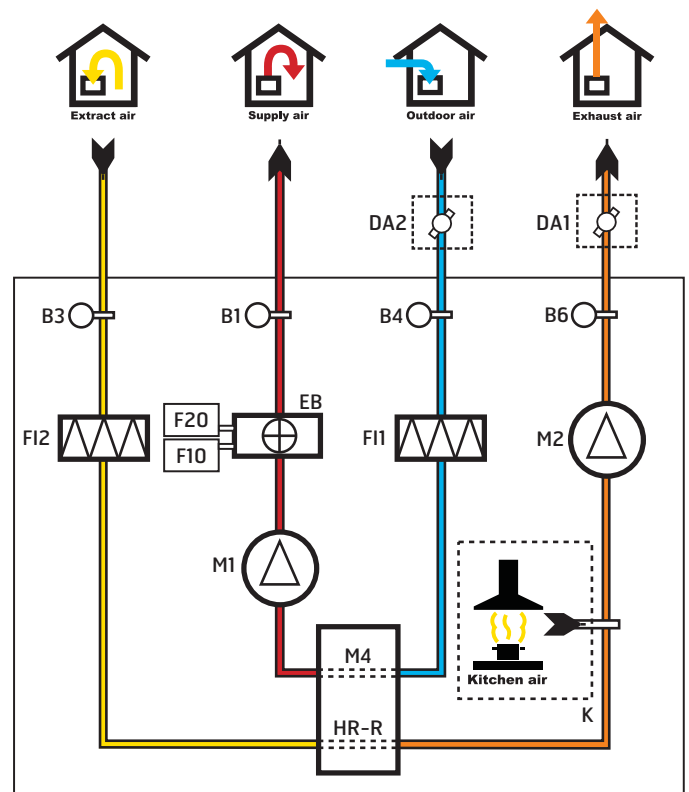 Extract air
Supply air
Outdoor air
Exhaust air
DA2
DA1
B3
B1
B4
B6
EB
F20
F10
FI2
FI1
M2
M1
M4
Kitchen air
K
HR-R